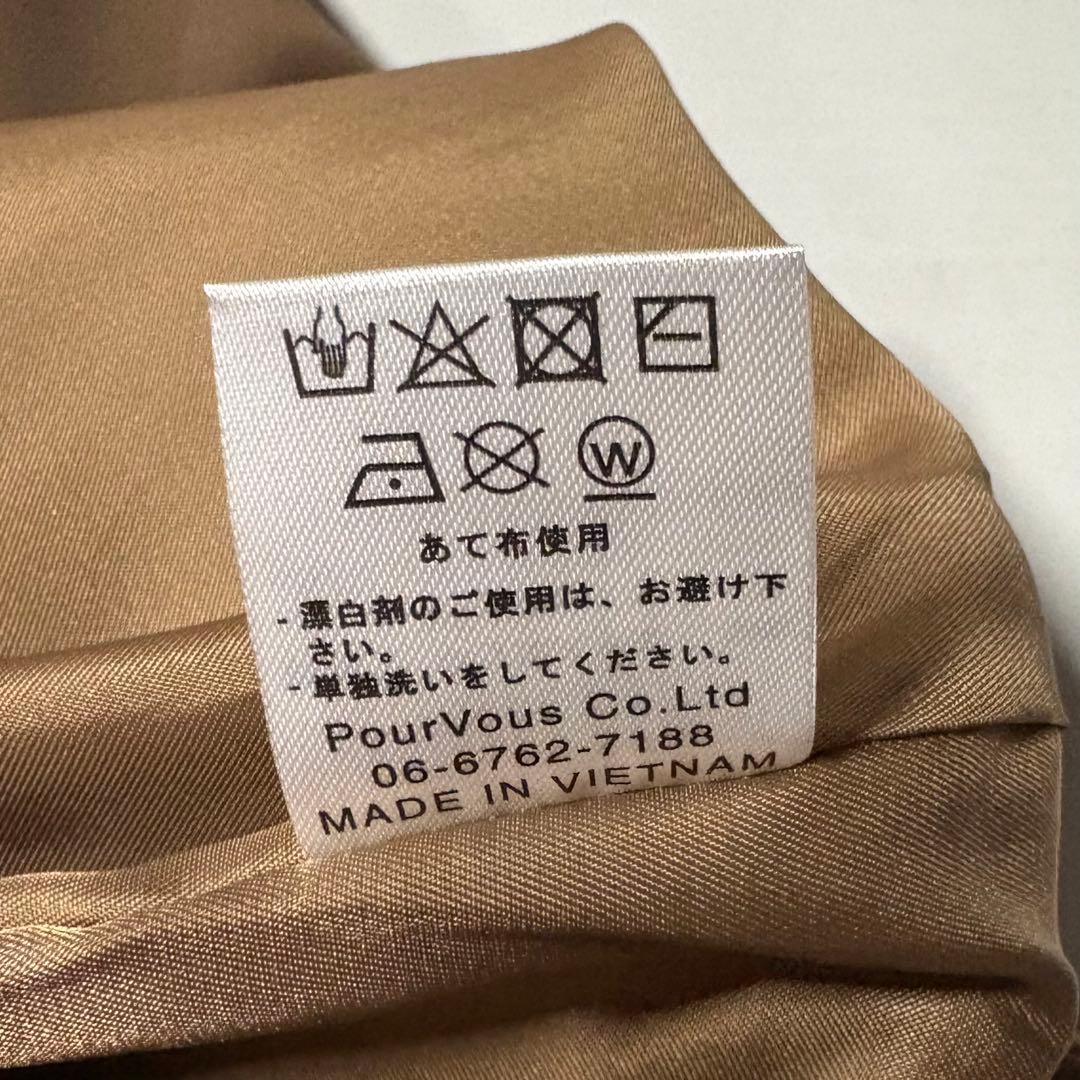 W
あて布使用
- 漂白剤のご使用は、お避け下
さい。
- 単独洗いをしてください。
PourVous Co.Ltd
06-6762-7188
MADE IN VIETNAM